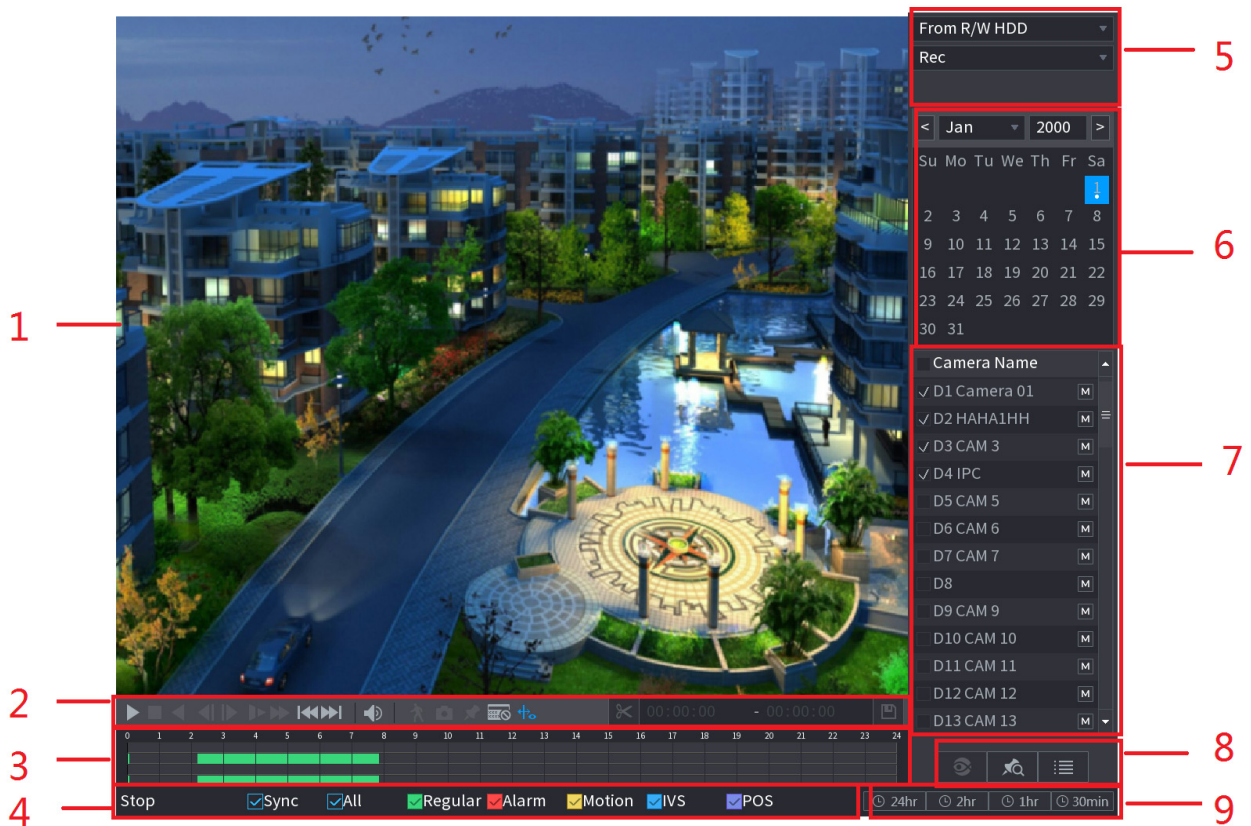 From R/W HDD
Rec
5
< Jan 2000 >
Su Mo Tu We Th Fr Sa
1
2 3 4 5 6 7 8
9 10 11 12 13 14 15
16 17 18 19 20 21 22
23 24 25 26 27 28 29
30 31
6
1
Camera Name
D1 Camera 01 M
D2 HAHA1HH M
D3 CAM 3 M
D4 IPC M
D5 CAM 5 M
D6 CAM 6 M
D7 CAM 7 M
D8 M
D9 CAM 9 M
D10 CAM 10 M
D11 CAM 11 M
D12 CAM 12 M
D13 CAM 13 M
7
2
00:00:00 - 00:00:00
3
0 1 2 3 4 5 6 7 8 9 10 11 12 13 14 15 16 17 18 19 20 21 22 23 24
8
4
Stop Sync All Regular Alarm Motion IVS POS
24hr 2hr 1hr 30min
9